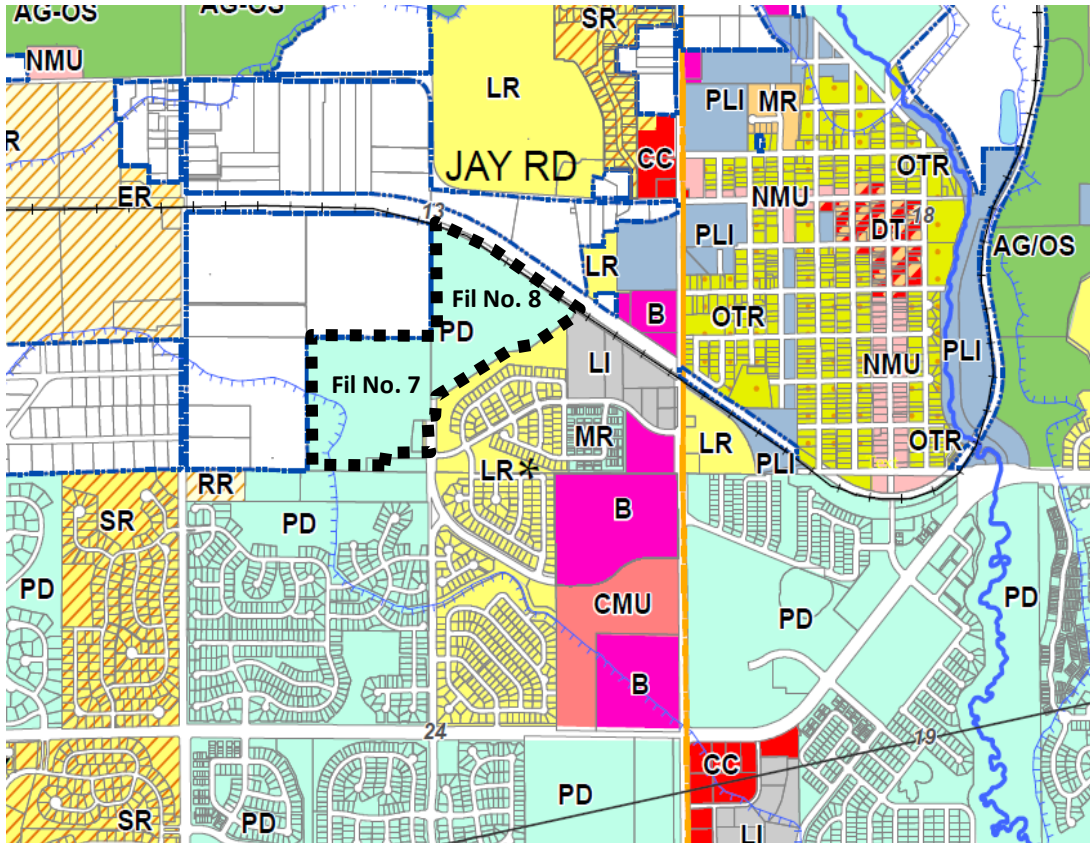 AG-OS
AG-OS
SR
NMU
LR
PLI
MR
R
CC
JAY RD
OTR
ER
NMU
13
18
DT
PLI
AG/OS
LR
Fil No. 8
B
PD
OTR
PLI
LI
NMU
Fil No. 7
MR
LR
OTR
LR*
PLI
RR
SR
PD
B
PD
CMU
PD
PD
B
24
19
CC
PD
SR
PD
LI